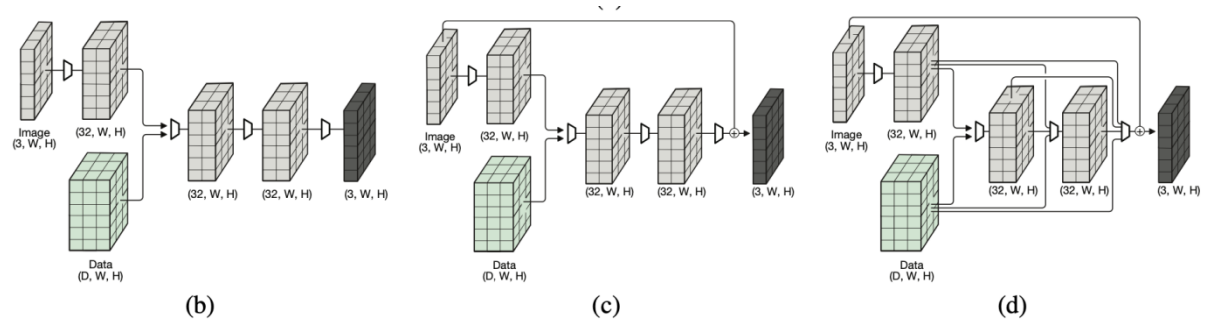 Image
(3, W, H)
(32, W, H)
(32, W, H)
(32, W, H)
(3, W, H)
Data
(D, W, H)
(b)
Image
(3, W, H)
(32, W, H)
(32, W, H)
(32, W, H)
(3, W, H)
Data
(D, W, H)
(c)
Image
(3, W, H)
(32, W, H)
(32, W, H)
(32, W, H)
(3, W, H)
Data
(D, W, H)
(d)